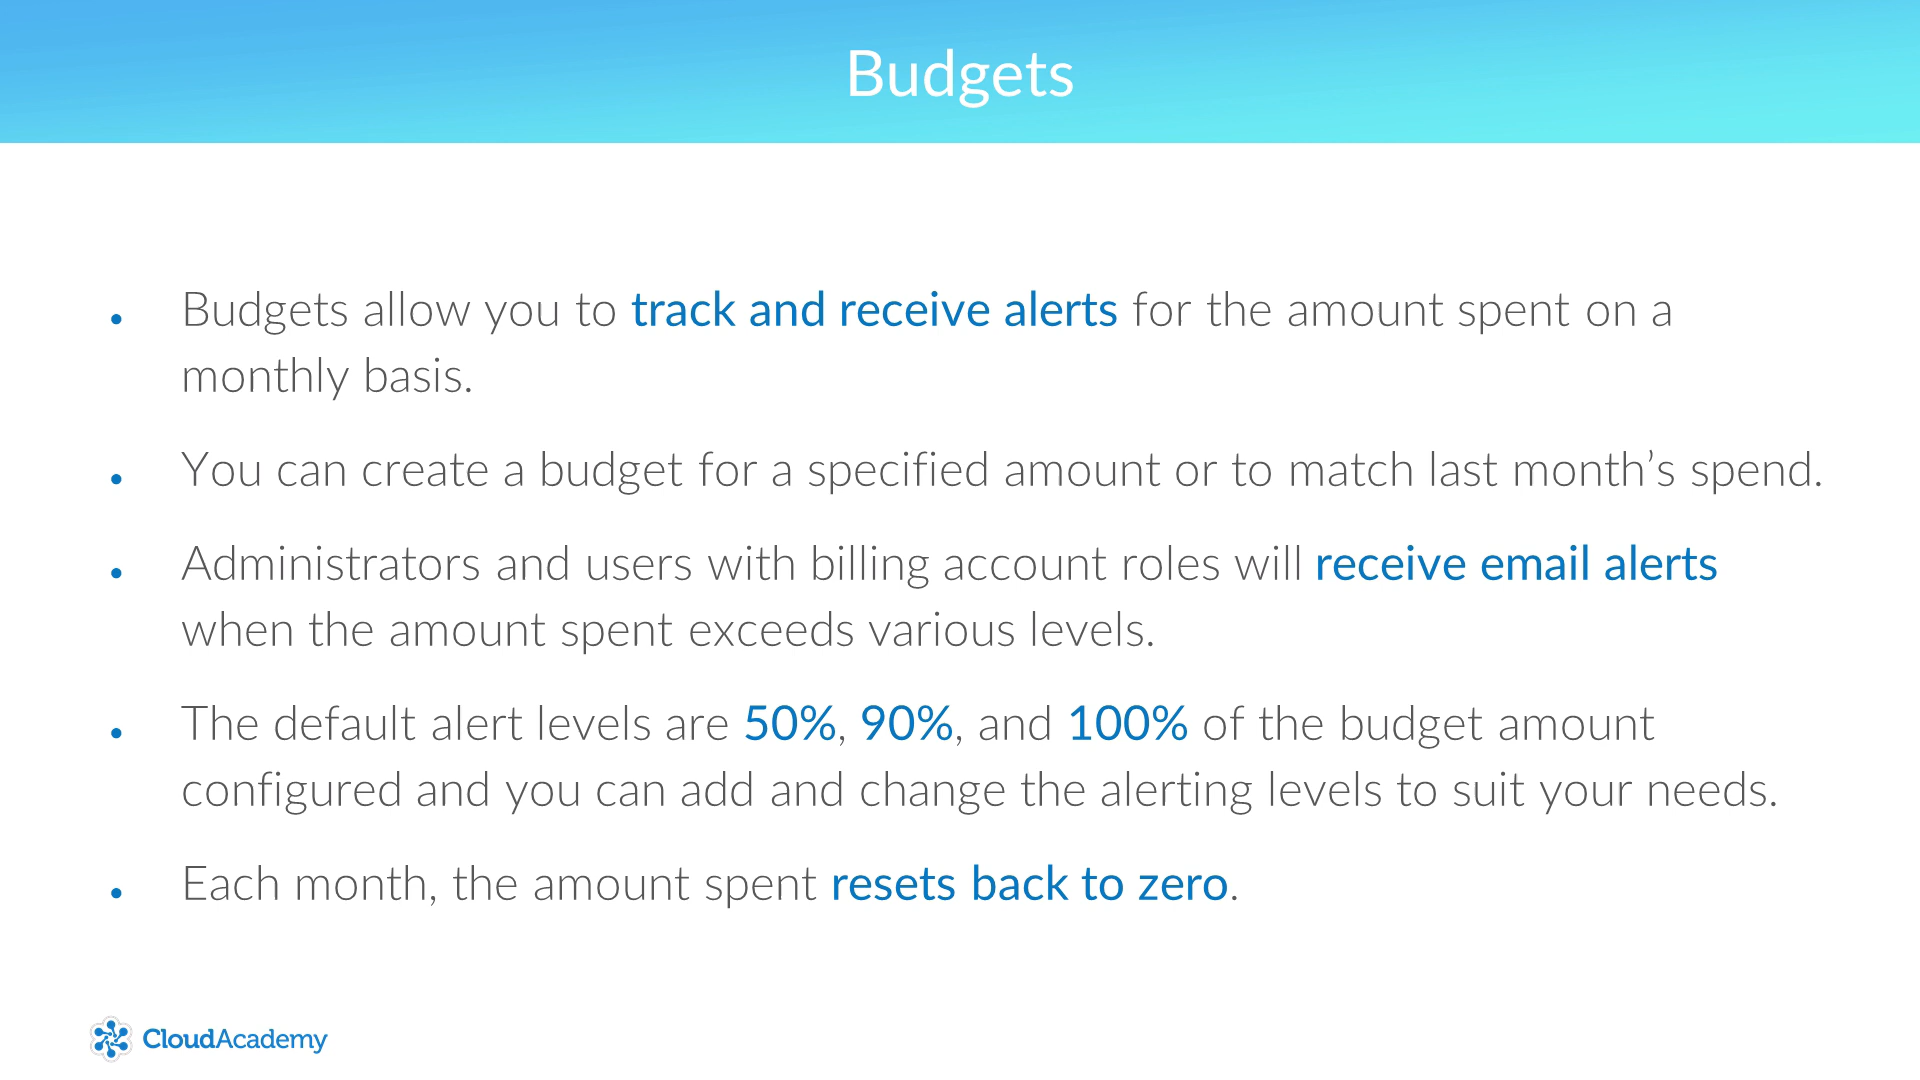 Budgets
• Budgets allow you to track and receive alerts for the amount spent on a
monthly basis.
• You can create a budget for a specified amount or to match last month’s spend.
• Administrators and users with billing account roles will receive email alerts
when the amount spent exceeds various levels.
• The default alert levels are 50%, 90%, and 100% of the budget amount
configured and you can add and change the alerting levels to suit your needs.
• Each month, the amount spent resets back to zero.
CloudAcademy